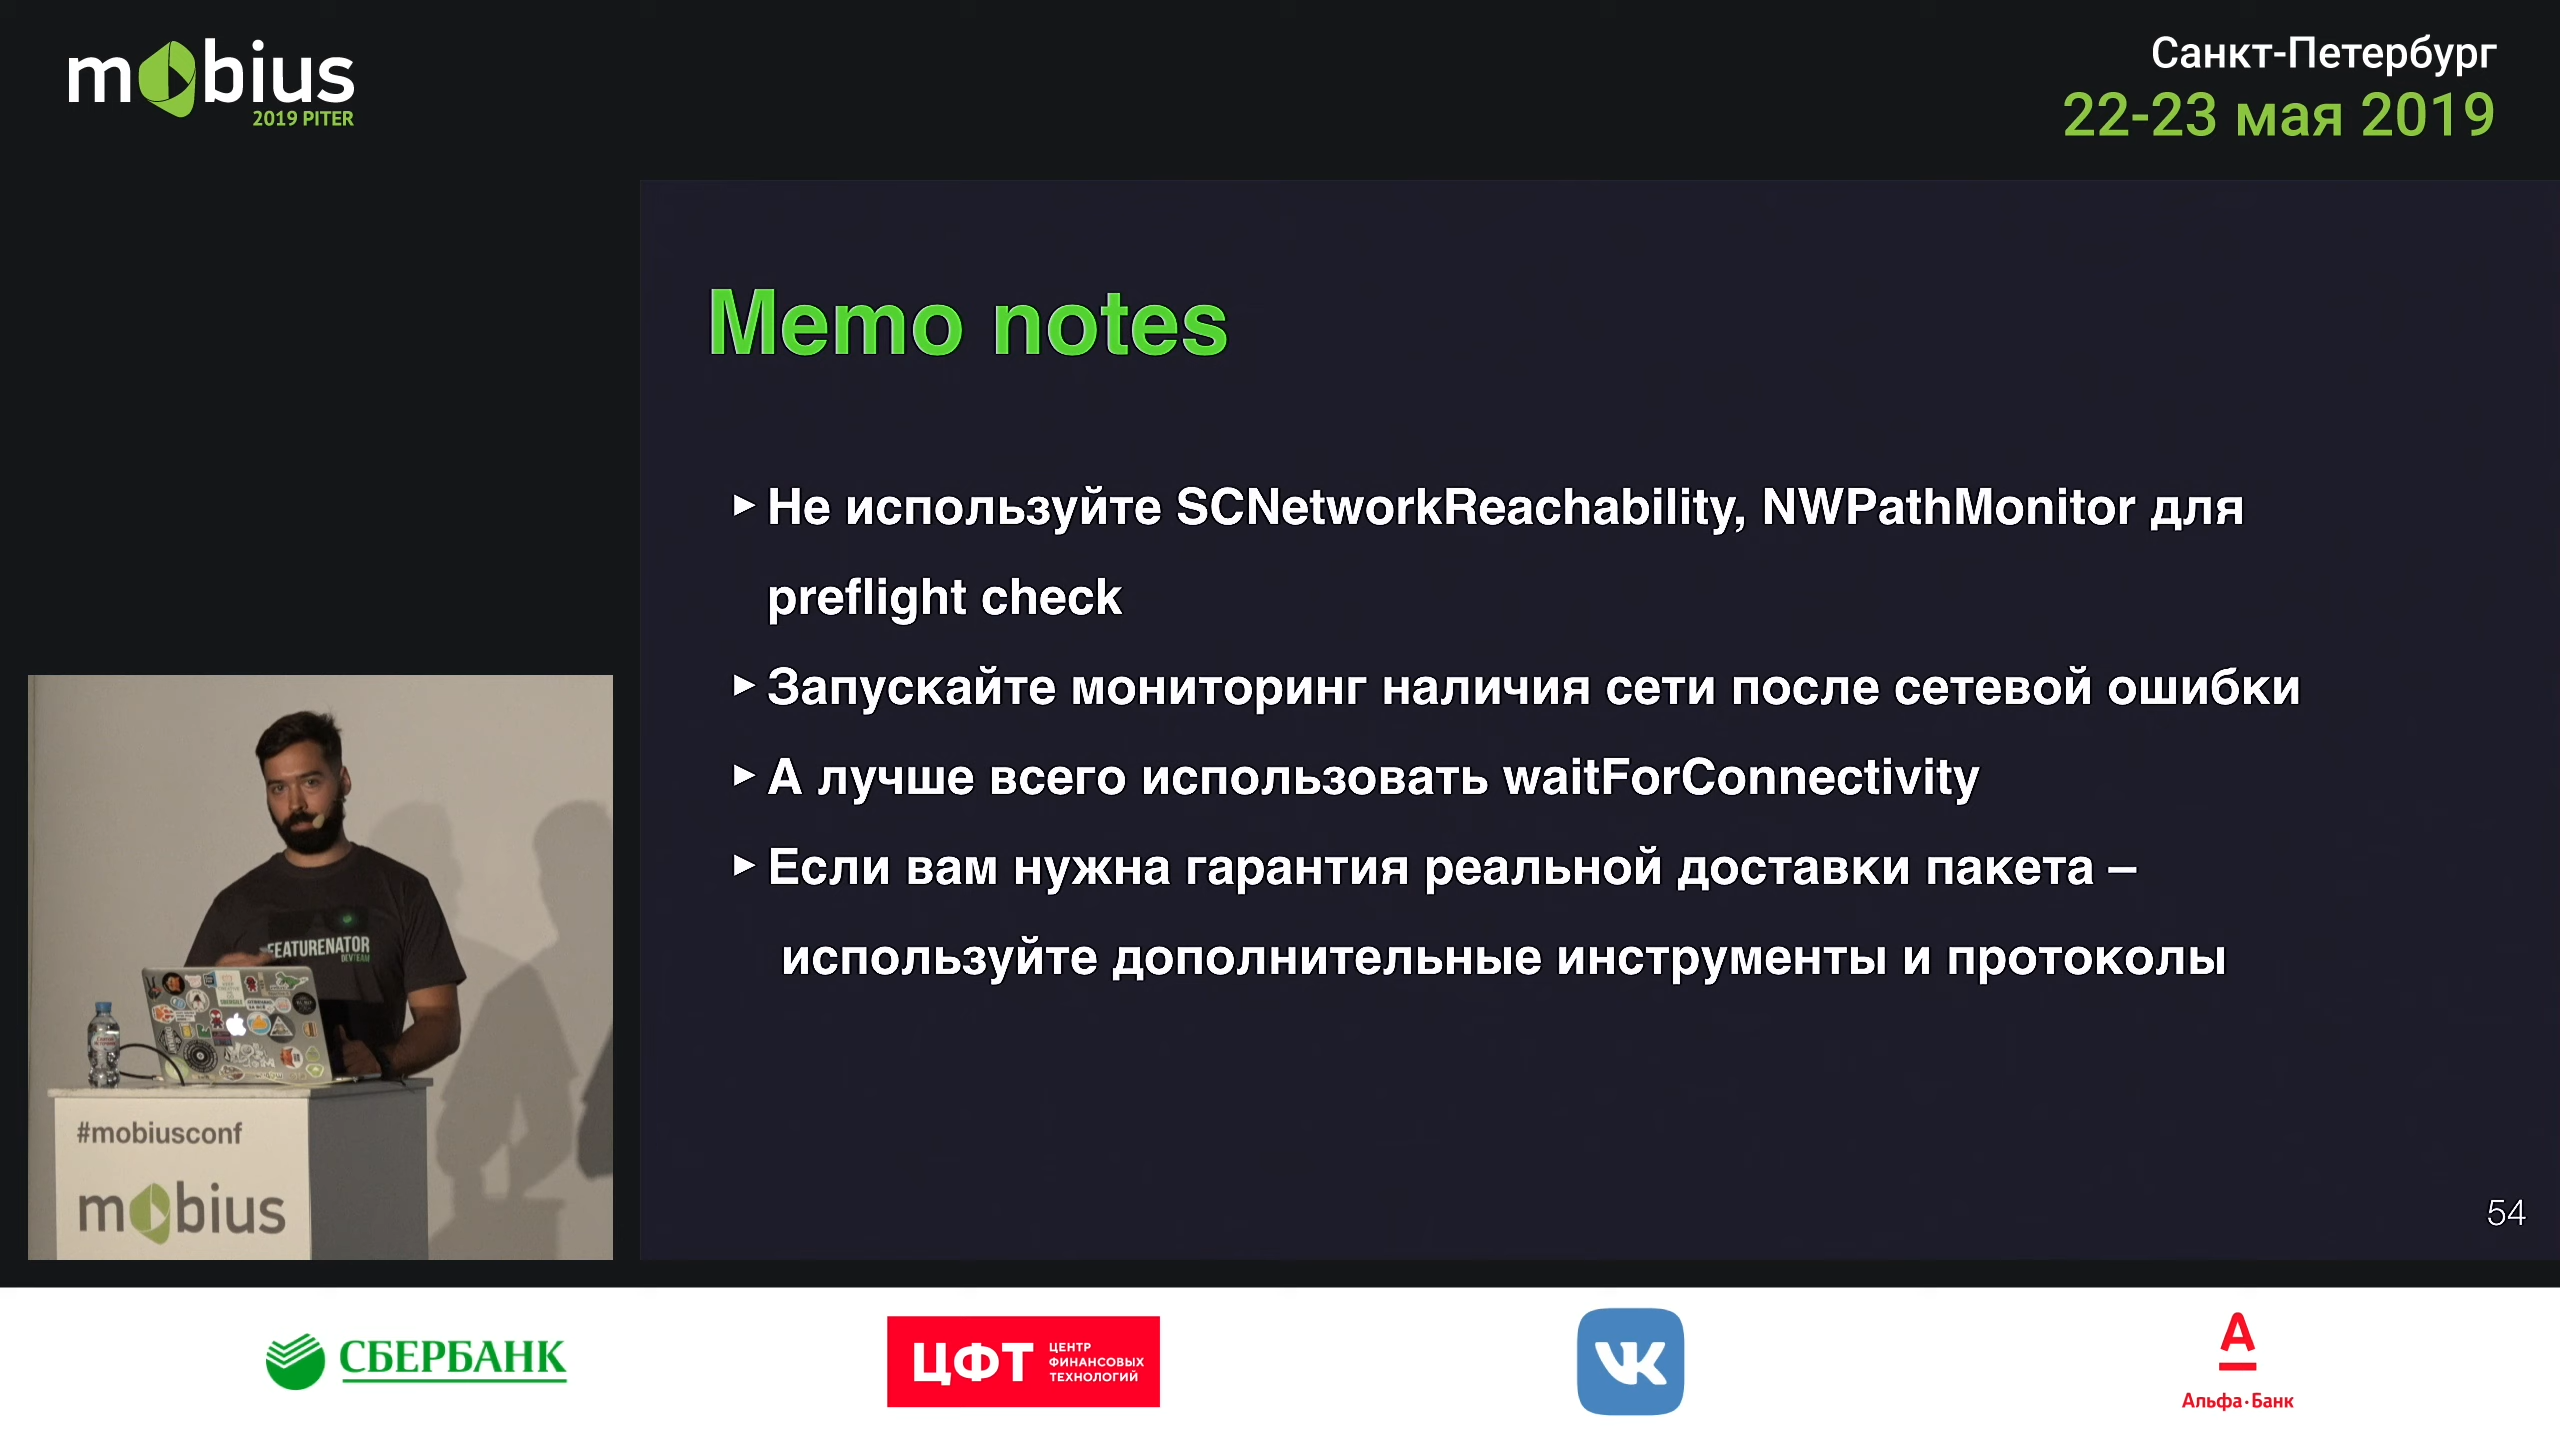 mobius
2019 PITER
Санкт-Петербург
22-23 мая 2019
Memo notes
▸ Не используйте SCNetworkReachability, NWPathMonitor для
preflight check
▸ Запускайте мониторинг наличия сети после сетевой ошибки
▸ А лучше всего использовать waitForConnectivity
▸ Если вам нужна гарантия реальной доставки пакета –
используйте дополнительные инструменты и протоколы
54
FEATURENATOR
DEVTEAM
#mobiusconf
mobius
СБЕРБАНК
ЦФТ
ЦЕНТР
ФИНАНСОВЫХ
ТЕХНОЛОГИЙ
VK
А
Альфа·Банк